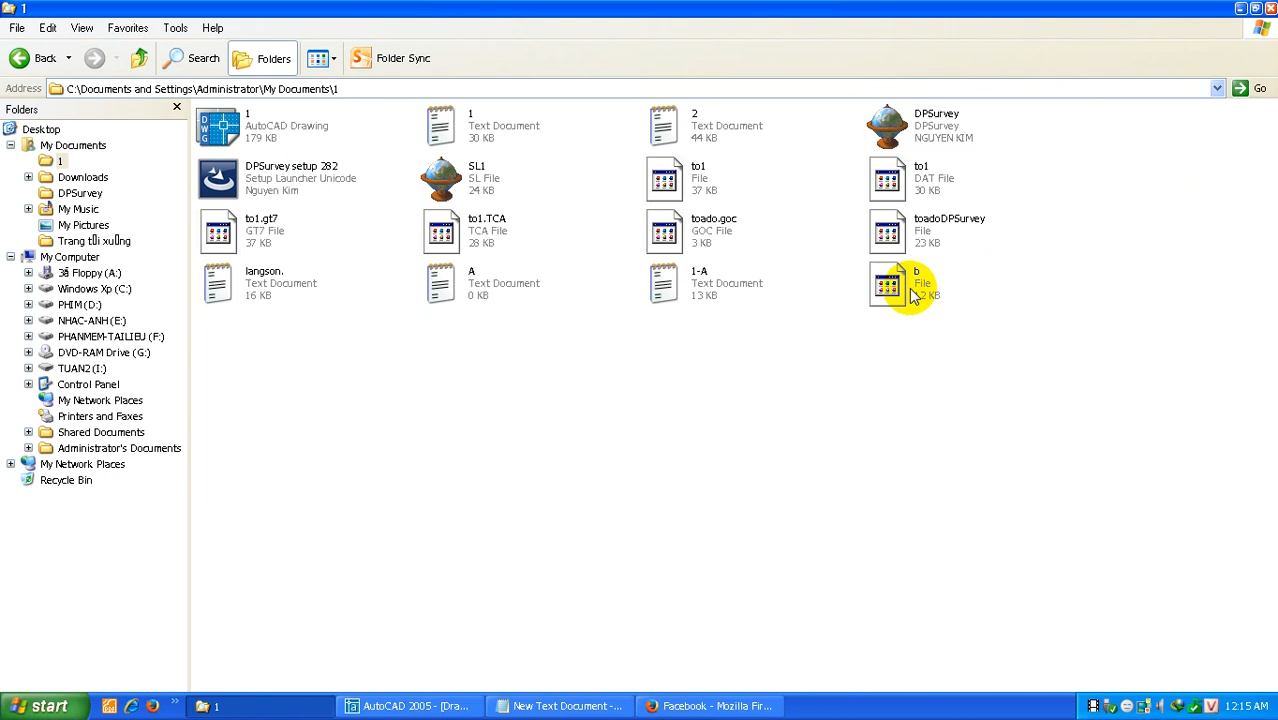 1
File Edit View Favorites Tools Help
Back Search Folders Folder Sync
Address C:\Documents and Settings\Administrator\My Documents\1 Go
Folders
Desktop
My Documents
1
Downloads
DPSurvey
My Music
My Pictures
My Computer
3½ Floppy (A:)
Windows Xp (C:)
PHIM (D:)
NHAC-ANH (E:)
PHANMEM-TAILIEU (F:)
DVD-RAM Drive (G:)
TUAN2 (I:)
Control Panel
My Network Places
Printers and Faxes
Shared Documents
Administrator's Documents
My Network Places
Recycle Bin
1
AutoCAD Drawing
179 KB
1
Text Document
30 KB
2
Text Document
44 KB
DPSurvey
DPSurvey
NGUYEN KIM
DPSurvey setup 282
Setup Launcher Unicode
Nguyen Kim
SL1
SL File
24 KB
to1
File
37 KB
to1
DAT File
30 KB
to1.gt7
GT7 File
37 KB
to1.TCA
TCA File
28 KB
toado.goc
GOC File
3 KB
toadoDPSurvey
File
23 KB
langson.
Text Document
16 KB
A
Text Document
0 KB
1-A
Text Document
13 KB
b
File
KB
start 1 AutoCAD 2005 - [Dra... New Text Document -... Facebook - Mozilla Fir... 12:15 AM